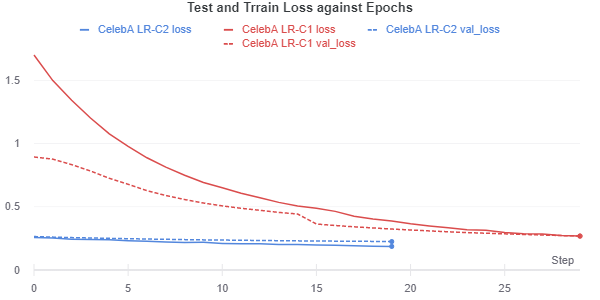 Test and Trrain Loss against Epochs
CelebA LR-C2 loss CelebA LR-C1 loss CelebA LR-C2 val_loss
CelebA LR-C1 val_loss
1.5
1
0.5
Step
0
0 5 10 15 20 25